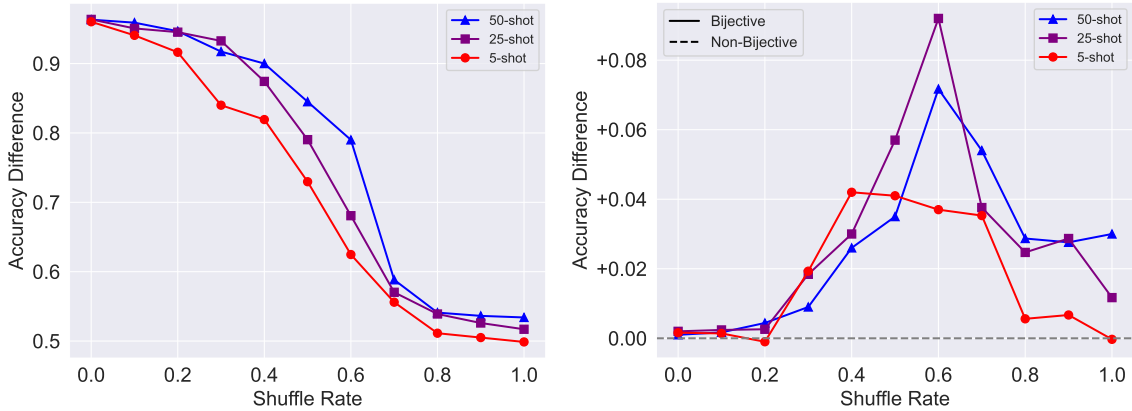 50-shot
25-shot
5-shot
0.9
0.8
0.7
0.6
0.5
Accuracy Difference
0.0 0.2 0.4 0.6 0.8 1.0
Shuffle Rate
Bijective
Non-Bijective
50-shot
25-shot
5-shot
+0.08
+0.06
+0.04
+0.02
0.00
Accuracy Difference
0.0 0.2 0.4 0.6 0.8 1.0
Shuffle Rate